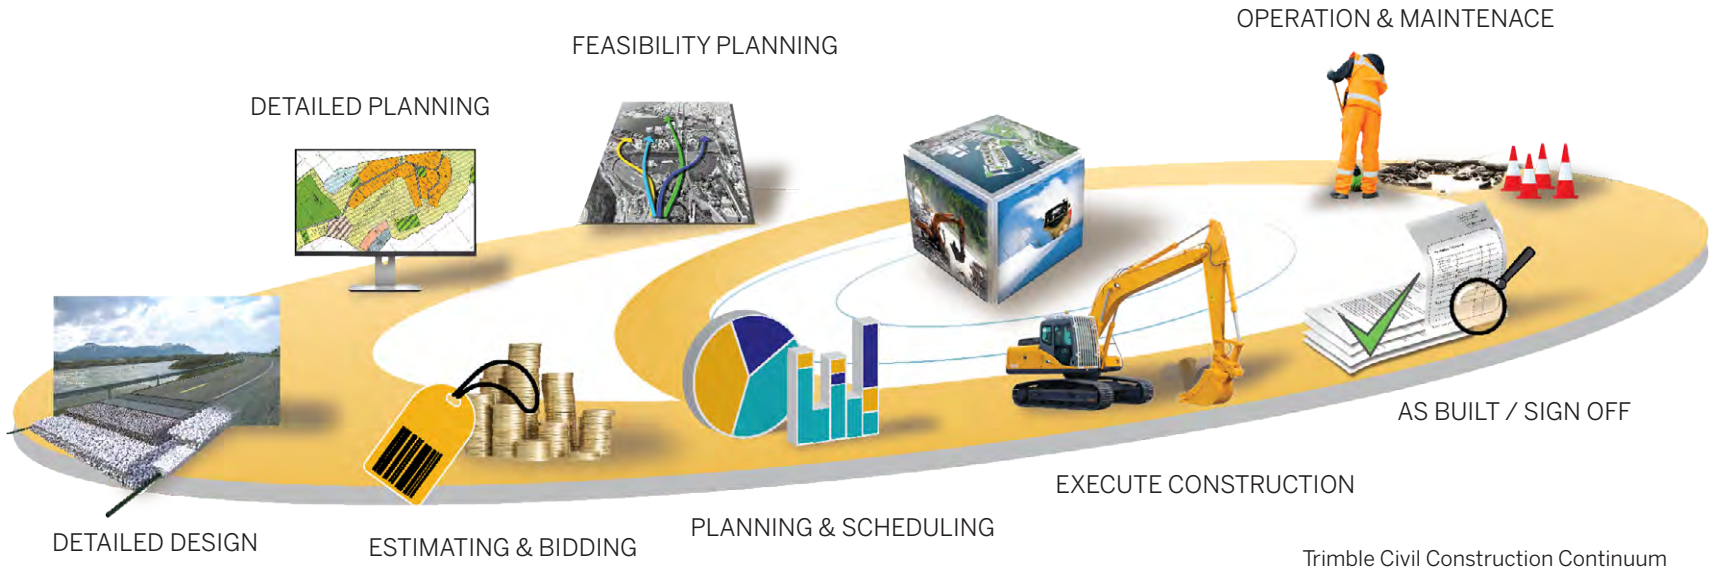 OPERATION & MAINTENACE
FEASIBILITY PLANNING
DETAILED PLANNING
AS BUILT / SIGN OFF
EXECUTE CONSTRUCTION
PLANNING & SCHEDULING
DETAILED DESIGN
ESTIMATING & BIDDING
Trimble Civil Construction Continuum